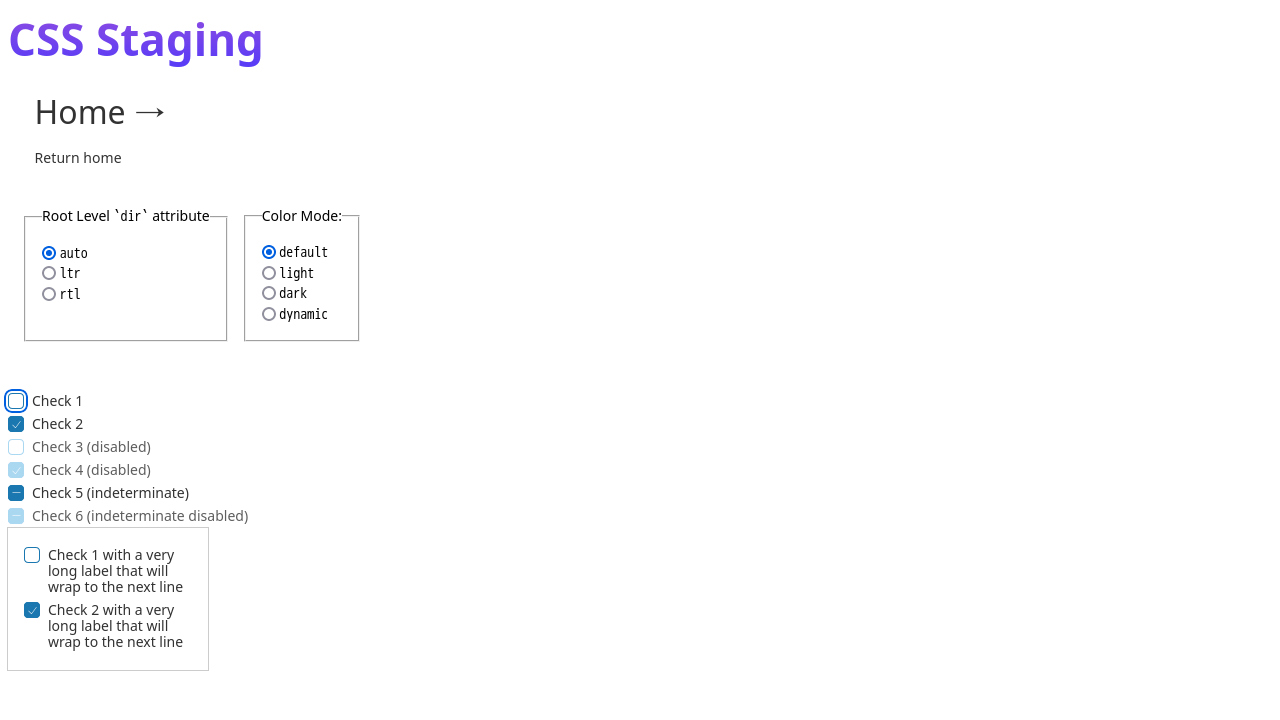 CSS Staging
Home →
Return home
Root Level `dir` attribute
auto
ltr
rtl
Color Mode:
default
light
dark
dynamic
Check 1
Check 2
Check 3 (disabled)
Check 4 (disabled)
Check 5 (indeterminate)
Check 6 (indeterminate disabled)
Check 1 with a very
long label that will
wrap to the next line
Check 2 with a very
long label that will
wrap to the next line